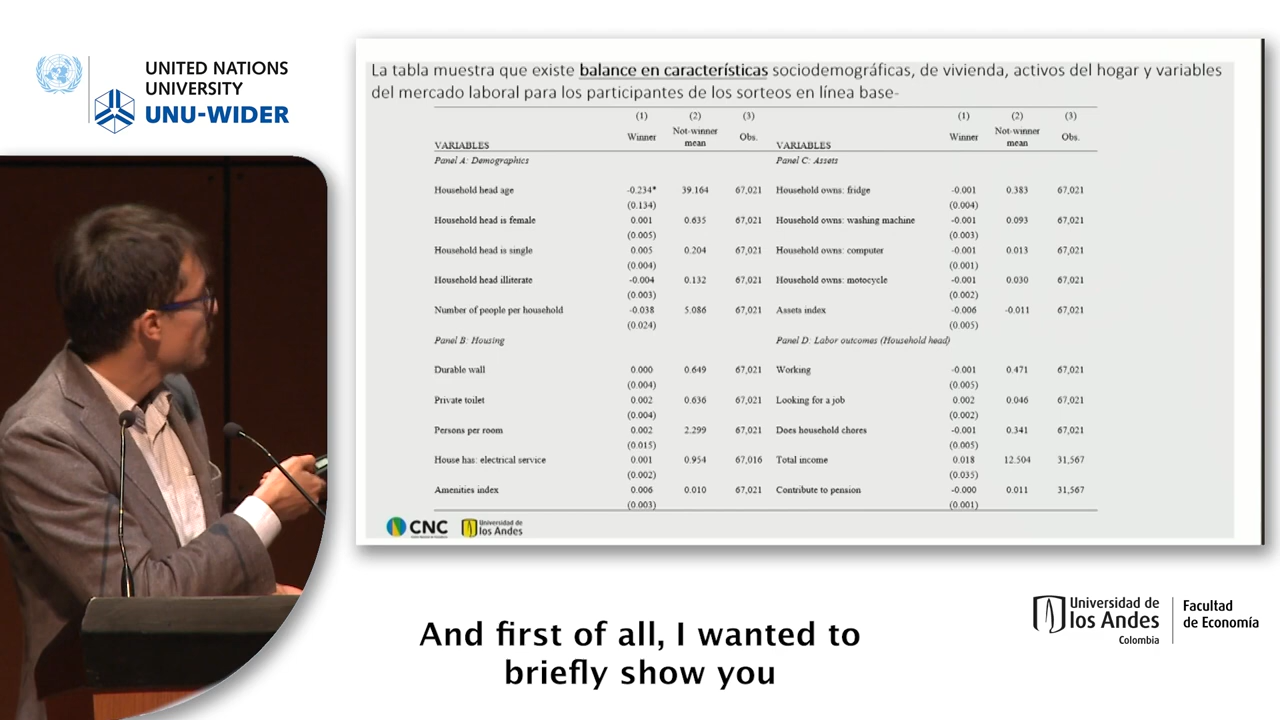 UNITED NATIONS
UNIVERSITY
UNU-WIDER
La tabla muestra que existe balance en características sociodemográficas, de vivienda, activos del hogar y variables
del mercado laboral para los participantes de los sorteos en línea base-
(1) (2) (3) (1) (2) (3)
VARIABLES Winner Not-winner mean Obs. VARIABLES Winner Not-winner mean Obs.
Panel A: Demographics Panel C: Assets
Household head age -0.234* 39.164 67,021 Household owns: fridge -0.001 0.383 67,021
(0.134) (0.004)
Household head is female 0.001 0.635 67,021 Household owns: washing machine -0.001 0.093 67,021
(0.005) (0.003)
Household head is single 0.005 0.204 67,021 Household owns: computer -0.001 0.013 67,021
(0.004) (0.001)
Household head illiterate -0.004 0.132 67,021 Household owns: motocycle -0.001 0.030 67,021
(0.003) (0.002)
Number of people per household -0.038 5.086 67,021 Assets index -0.006 -0.011 67,021
(0.024) (0.005)
Panel B: Housing Panel D: Labor outcomes (Household head)
Durable wall 0.000 0.649 67,021 Working -0.001 0.471 67,021
(0.004) (0.005)
Private toilet 0.002 0.636 67,021 Looking for a job 0.002 0.046 67,021
(0.004) (0.002)
Persons per room 0.002 2.299 67,021 Does household chores -0.001 0.341 67,021
(0.015) (0.005)
House has: electrical service 0.001 0.954 67,016 Total income 0.018 12.504 31,567
(0.002) (0.035)
Amenities index 0.006 0.010 67,021 Contribute to pension -0.000 0.011 31,567
(0.003) (0.001)
CNC
Universidad de
los Andes
And first of all, I wanted to
briefly show you
Universidad de
los Andes
Colombia
Facultad
de Economía